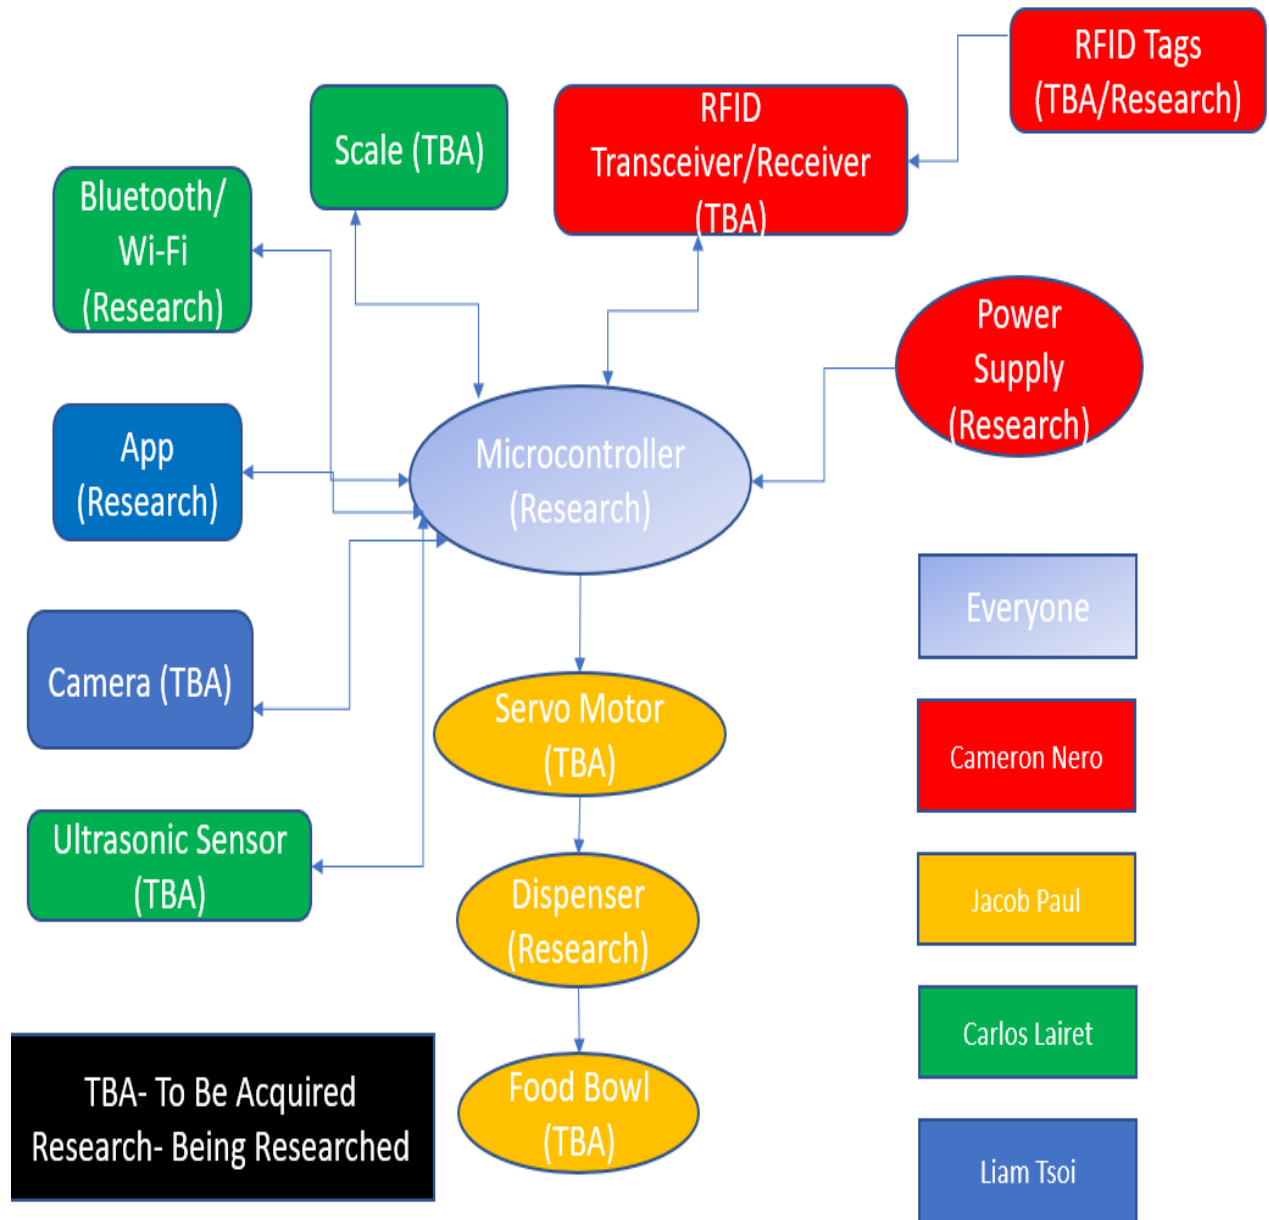 RFID Tags
(TBA/Research)
RFID
Transceiver/Receiver
(TBA)
Scale (TBA)
Bluetooth/
Wi-Fi
(Research)
Power
Supply
(Research)
App
(Research)
Microcontroller
(Research)
Everyone
Camera (TBA)
Servo Motor
(TBA)
Cameron Nero
Ultrasonic Sensor
(TBA)
Dispenser
(Research)
Jacob Paul
Carlos Lairet
TBA- To Be Acquired
Research- Being Researched
Food Bowl
(TBA)
Liam Tsoi